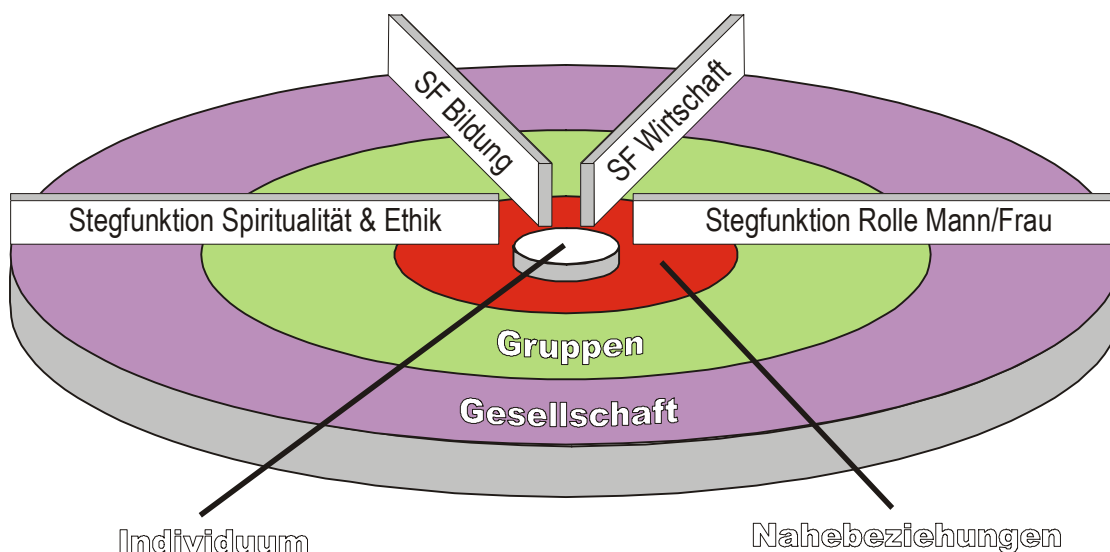 SF Bildung
SF Wirtschaft
Stegfunktion Spiritualität & Ethik
Stegfunktion Rolle Mann/Frau
Gruppen
Gesellschaft
Individuum
Nahebeziehungen